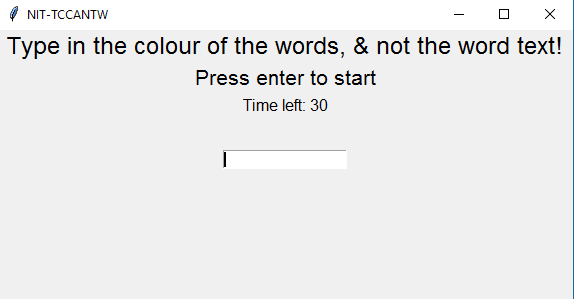 NIT-TCCANTW
Type in the colour of the words, & not the word text!
Press enter to start
Time left: 30